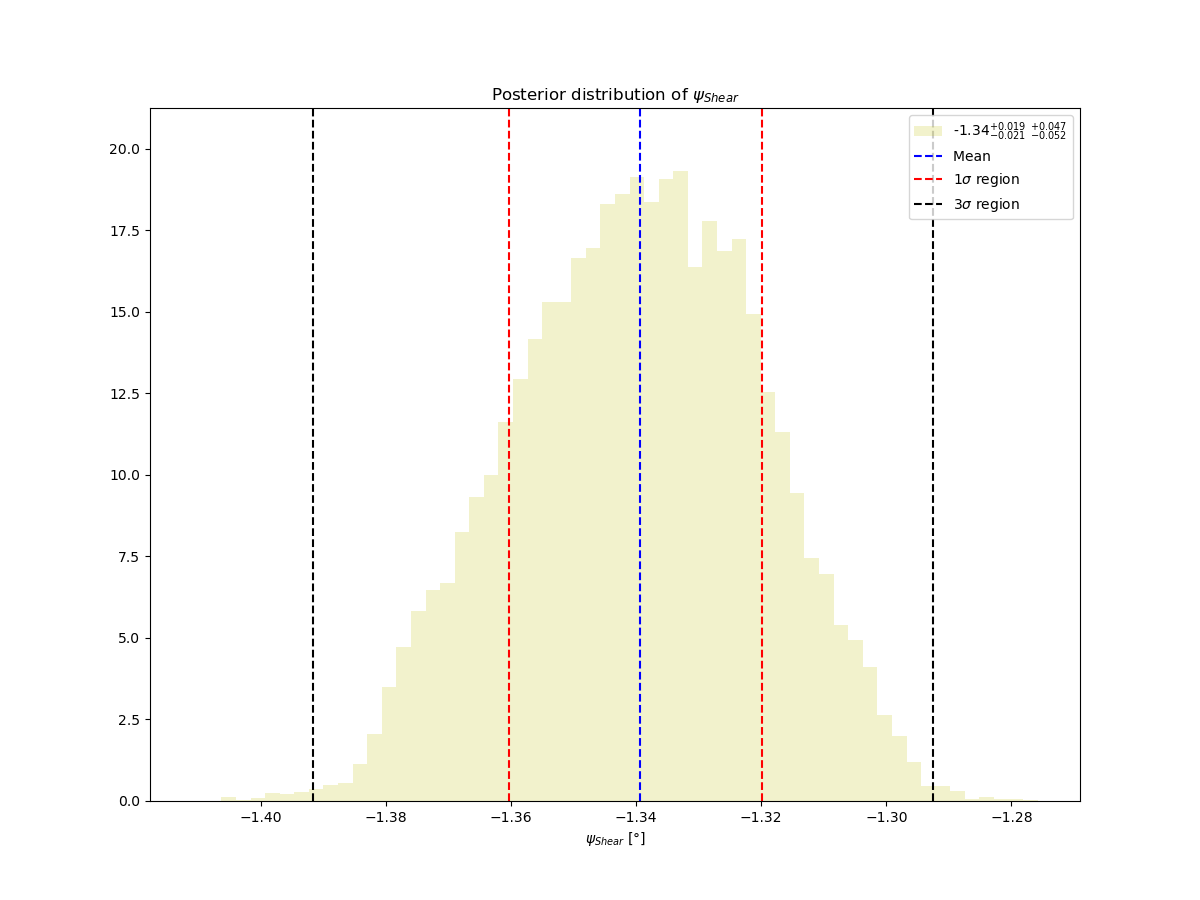 Posterior distribution of ψ_Shear
-1.34^{+0.019}_{−0.021} ^{+0.047}_{−0.052}
Mean
1σ region
3σ region
20.0
17.5
15.0
12.5
10.0
7.5
5.0
2.5
0.0
−1.40 −1.38 −1.36 −1.34 −1.32 −1.30 −1.28
ψ_Shear [°]